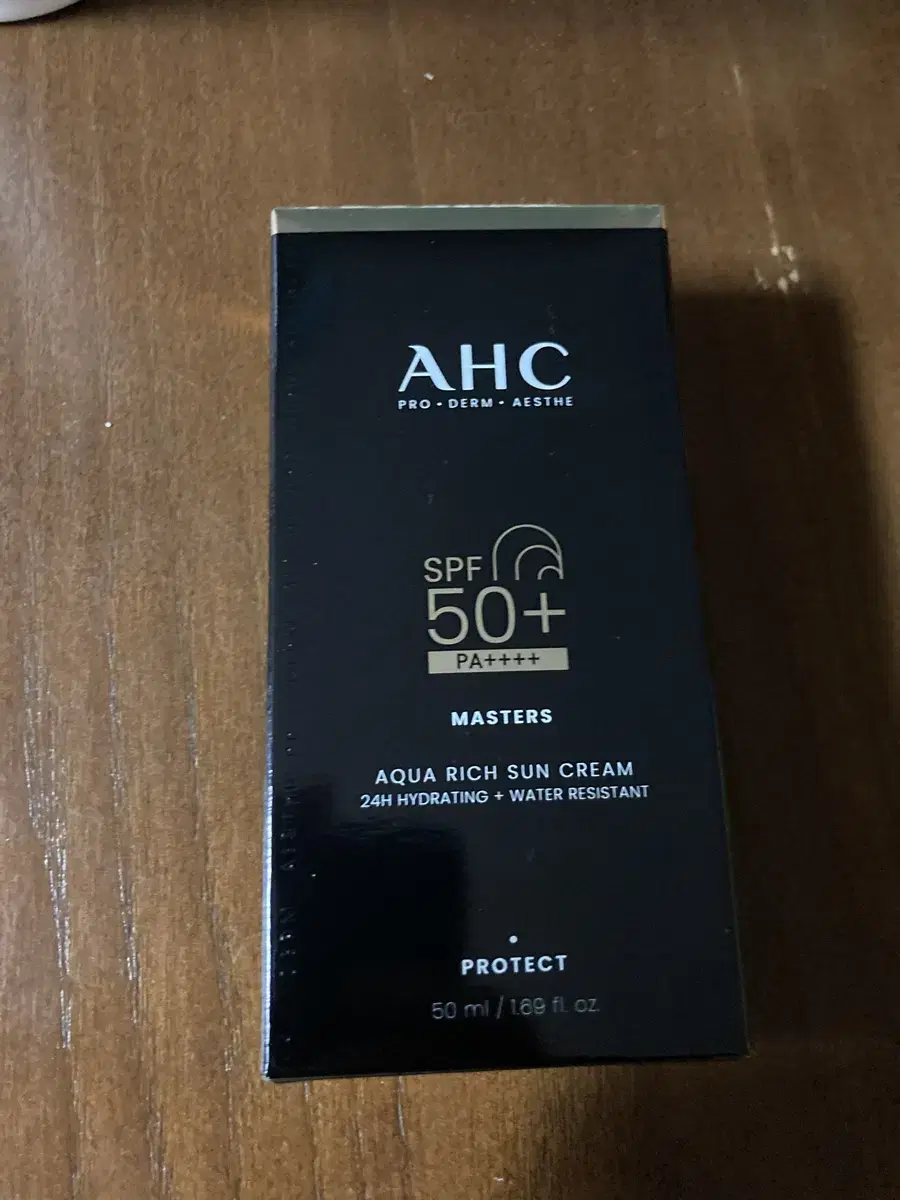 AHC
PRO • DERM • AESTHE
SPF
50+
PA++++
MASTERS
AQUA RICH SUN CREAM
24H HYDRATING + WATER RESISTANT
PROTECT
50 ml / 1.69 fl. oz.